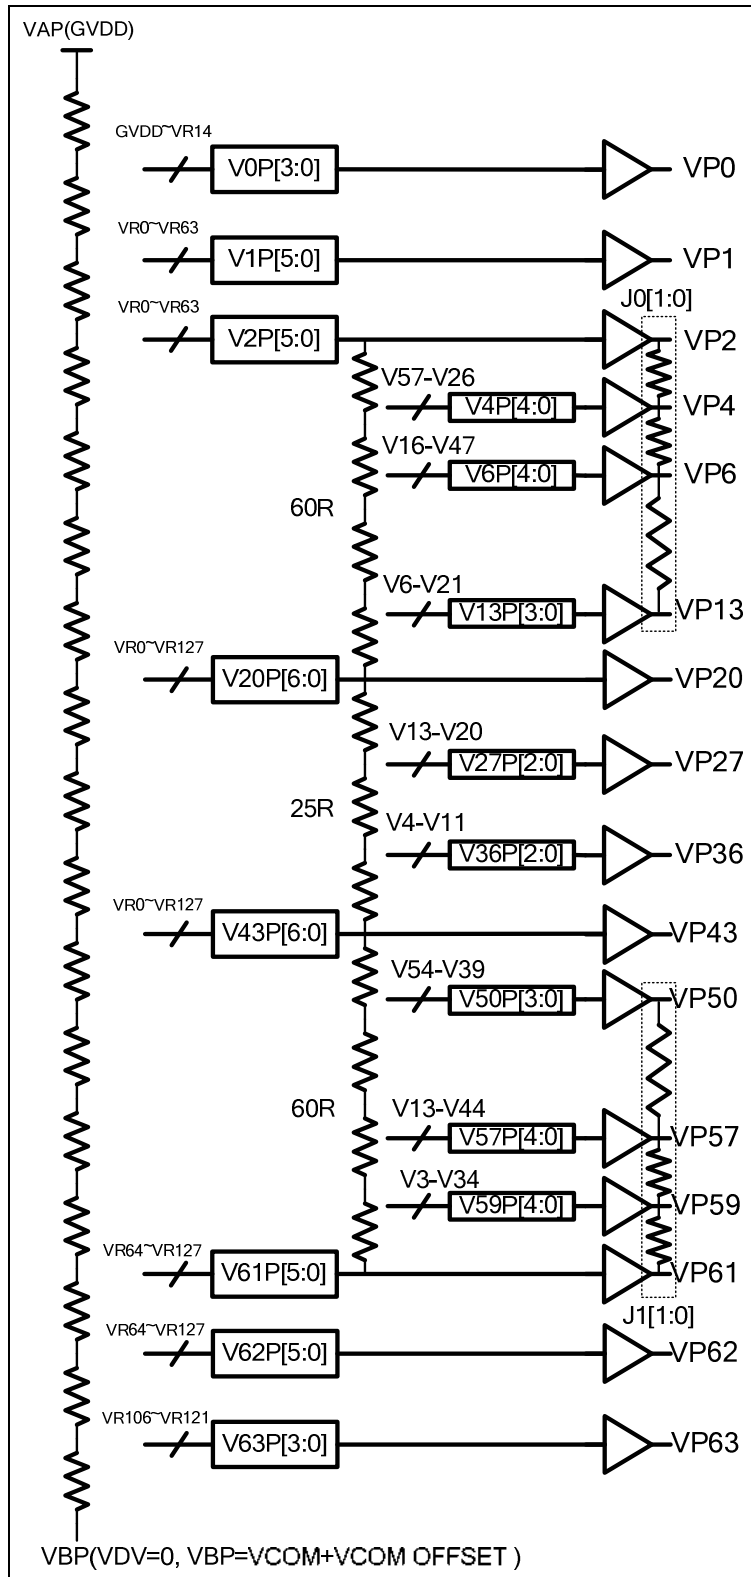 VAP(GVDD)
GVDD~VR14
V0P[3:0]
VP0
VR0~VR63
V1P[5:0]
VP1
J0[1:0]
VR0~VR63
V2P[5:0]
VP2
V57-V26
V4P[4:0]
VP4
V16-V47
V6P[4:0]
VP6
60R
V6-V21
V13P[3:0]
VP13
VR0~VR127
V20P[6:0]
VP20
V13-V20
V27P[2:0]
VP27
25R
V4-V11
V36P[2:0]
VP36
VR0~VR127
V43P[6:0]
VP43
V54-V39
V50P[3:0]
VP50
60R
V13-V44
V57P[4:0]
VP57
V3-V34
V59P[4:0]
VP59
VR64~VR127
V61P[5:0]
VP61
J1[1:0]
VR64~VR127
V62P[5:0]
VP62
VR106~VR121
V63P[3:0]
VP63
VBP(VDV=0, VBP=VCOM+VCOM OFFSET )